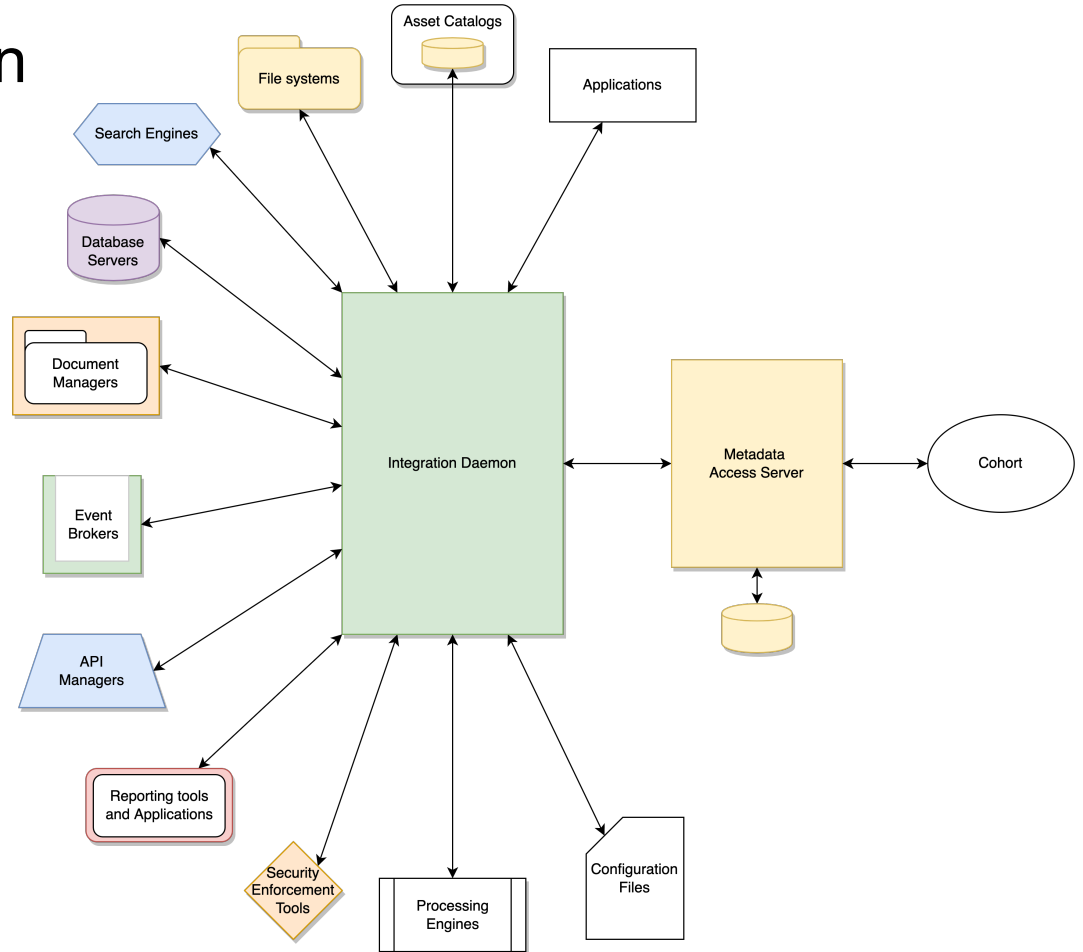 n
Asset Catalogs
File systems
Applications
Search Engines
Database
Servers
Document
Managers
Integration Daemon
Metadata
Access Server
Cohort
Event
Brokers
API
Managers
Reporting tools
and Applications
Security
Enforcement
Tools
Processing
Engines
Configuration
Files